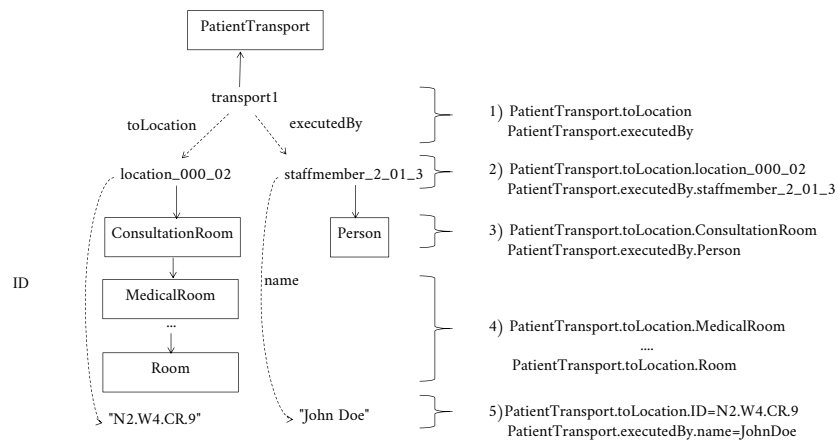 PatientTransport
transport1
toLocation
executedBy
1) PatientTransport.toLocation
PatientTransport.executedBy
location_000_02
staffmember_2_01_3
2) PatientTransport.toLocation.location_000_02
PatientTransport.executedBy.staffmember_2_01_3
ConsultationRoom
Person
3) PatientTransport.toLocation.ConsultationRoom
PatientTransport.executedBy.Person
ID
name
MedicalRoom
...
Room
4) PatientTransport.toLocation.MedicalRoom
....
PatientTransport.toLocation.Room
"N2.W4.CR.9"
"John Doe"
5)PatientTransport.toLocation.ID=N2.W4.CR.9
PatientTransport.executedBy.name=JohnDoe